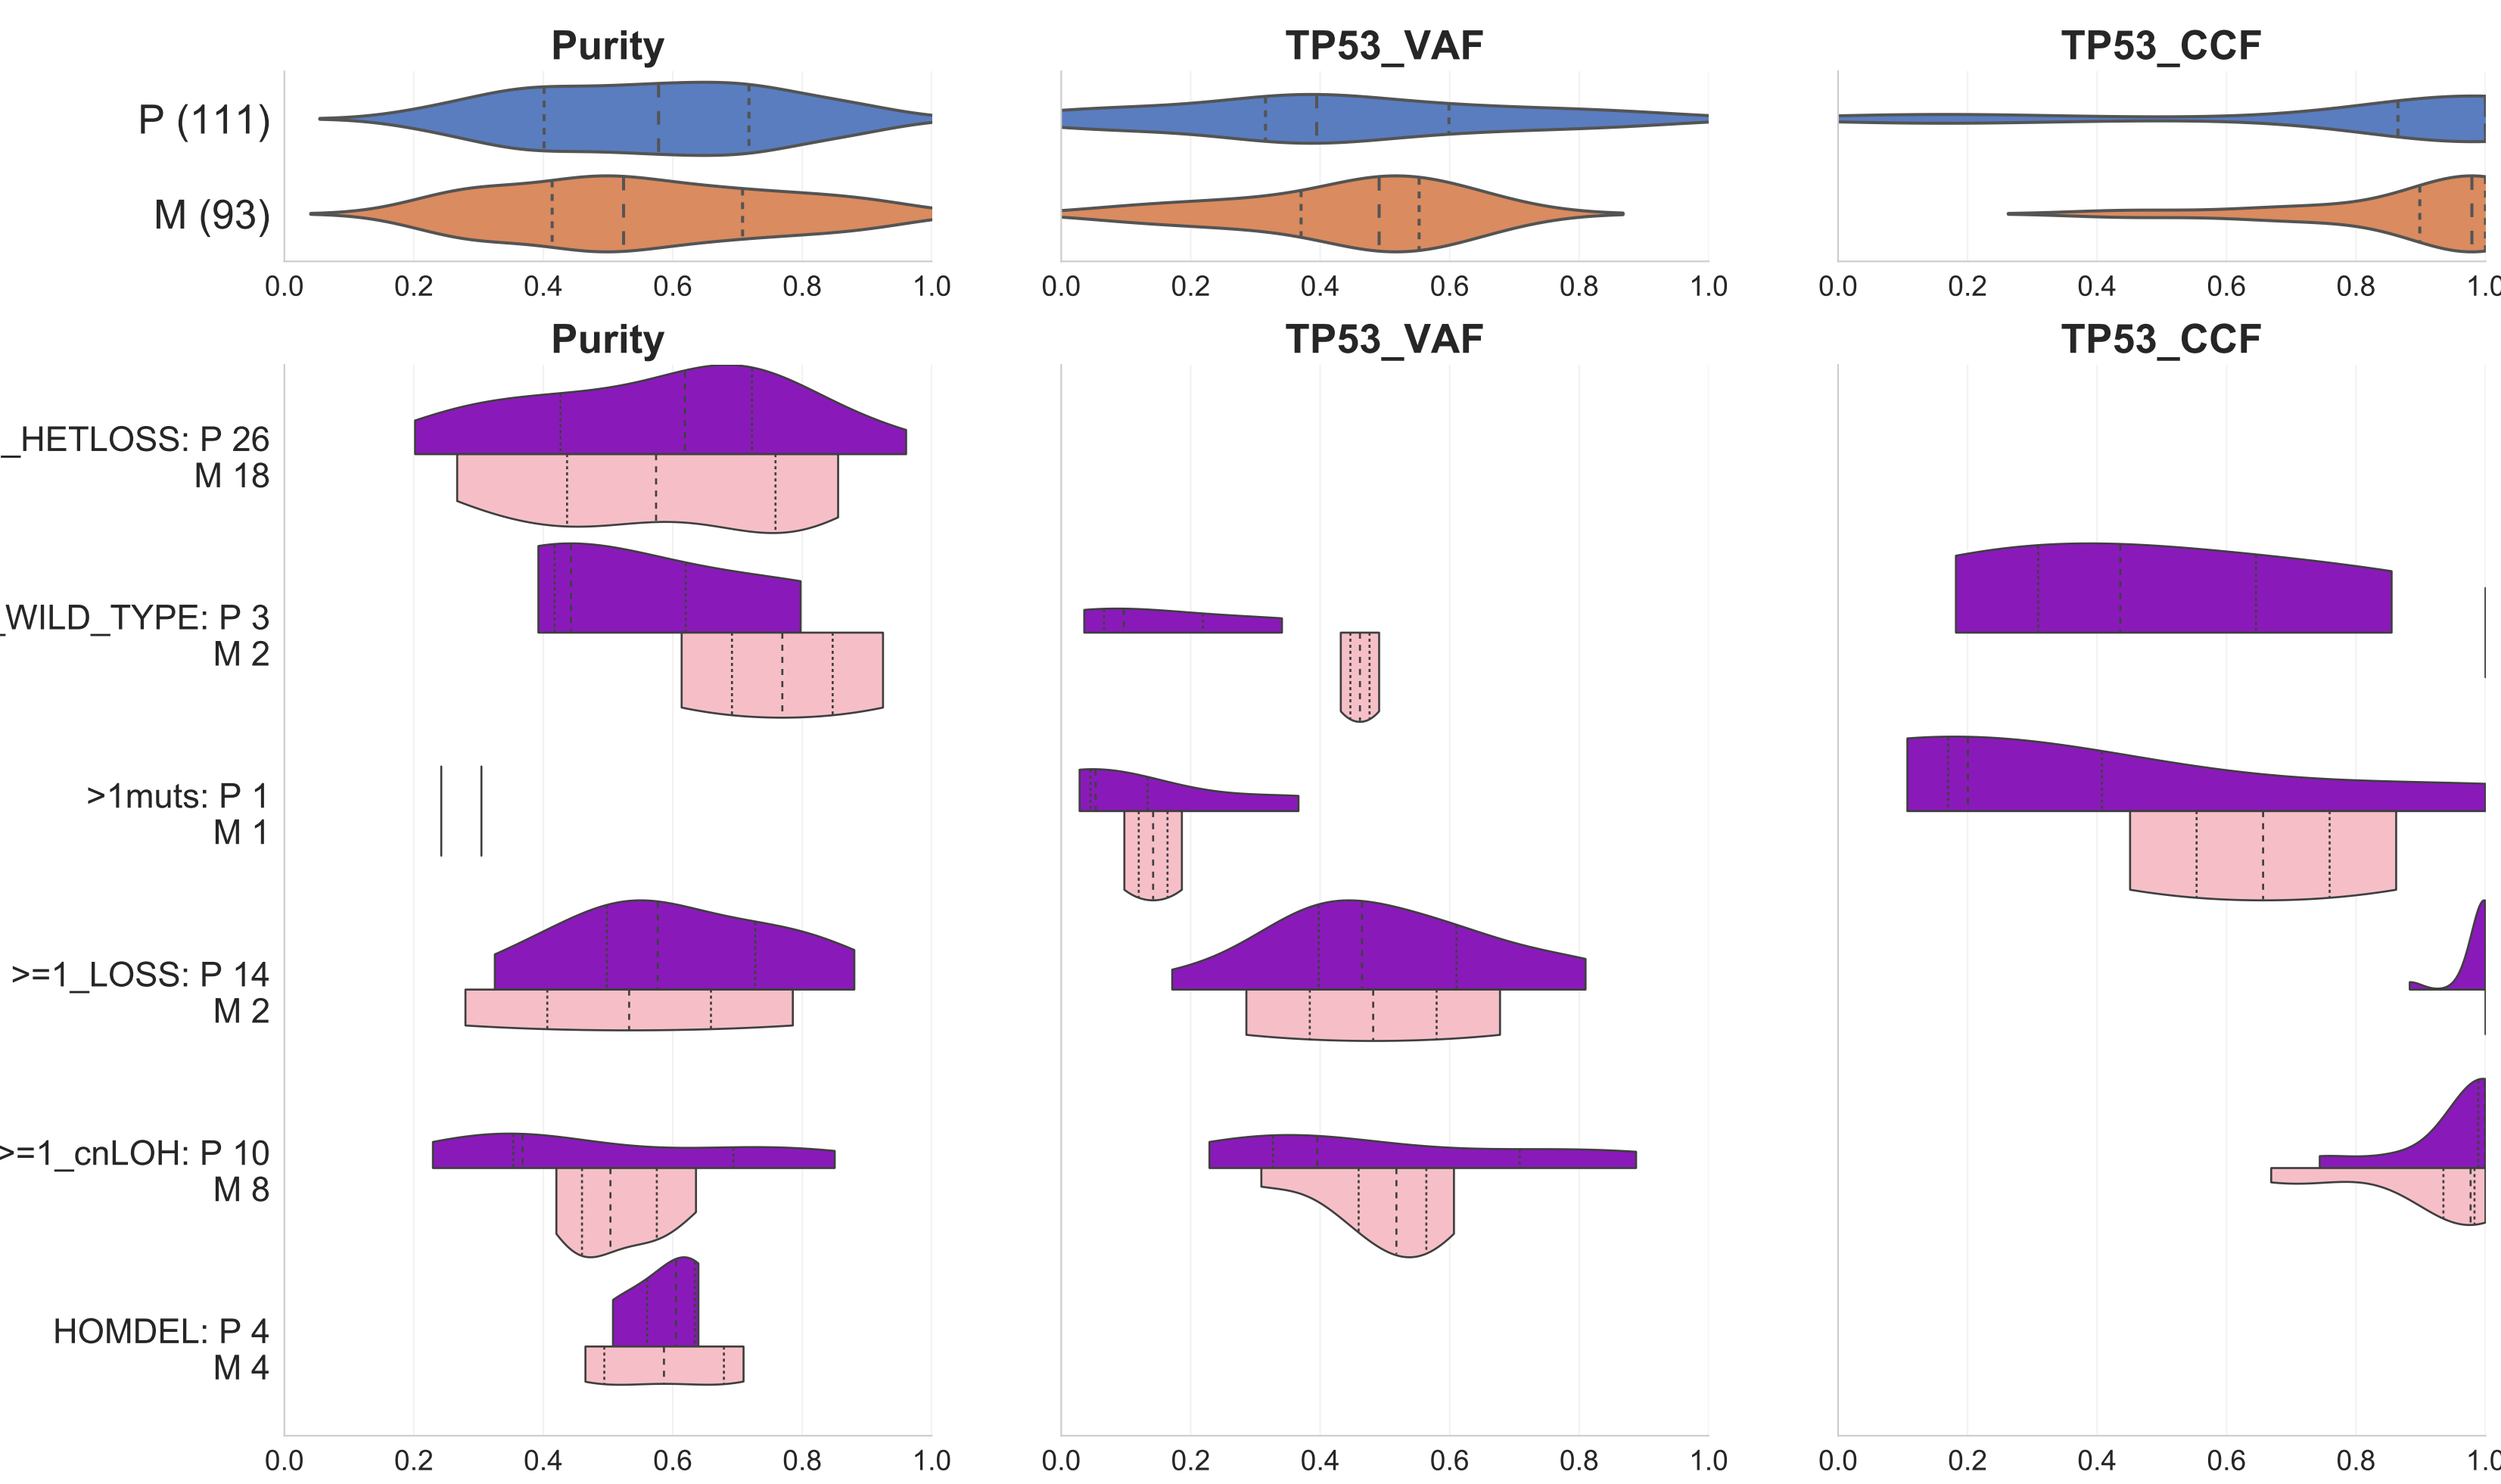 Purity TP53_VAF TP53_CCF
P (111)
M (93)
0.0 0.2 0.4 0.6 0.8 1.0 0.0 0.2 0.4 0.6 0.8 1.0 0.0 0.2 0.4 0.6 0.8 1.0
Purity TP53_VAF TP53_CCF
_HETLOSS: P 26
M 18
_WILD_TYPE: P 3
M 2
>1muts: P 1
M 1
>=1_LOSS: P 14
M 2
>=1_cnLOH: P 10
M 8
HOMDEL: P 4
M 4
0.0 0.2 0.4 0.6 0.8 1.0 0.0 0.2 0.4 0.6 0.8 1.0 0.0 0.2 0.4 0.6 0.8 1.0